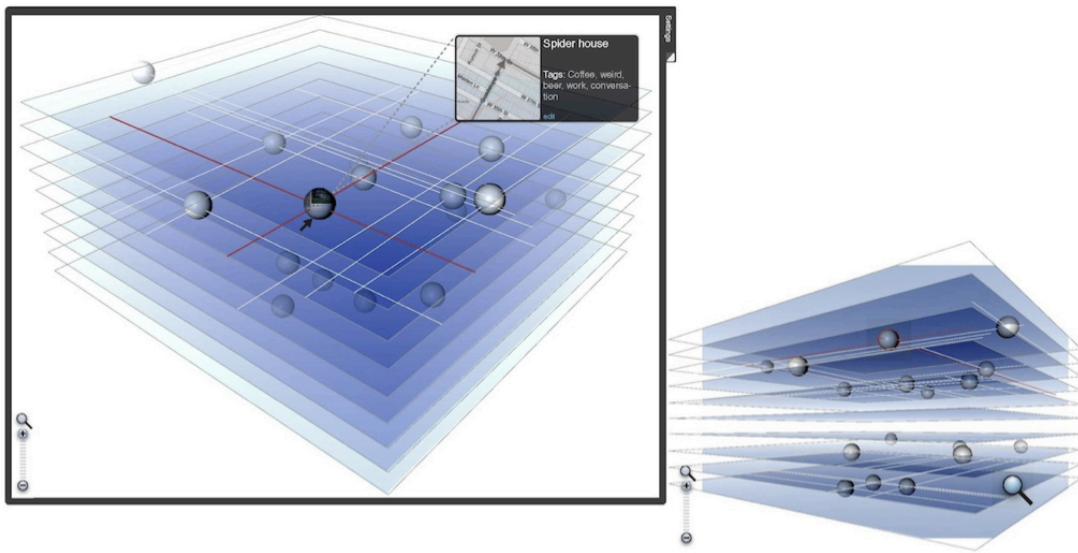 Settings
Spider house
Tags: Coffee, weird,
beer, work, conversa-
tion
edit